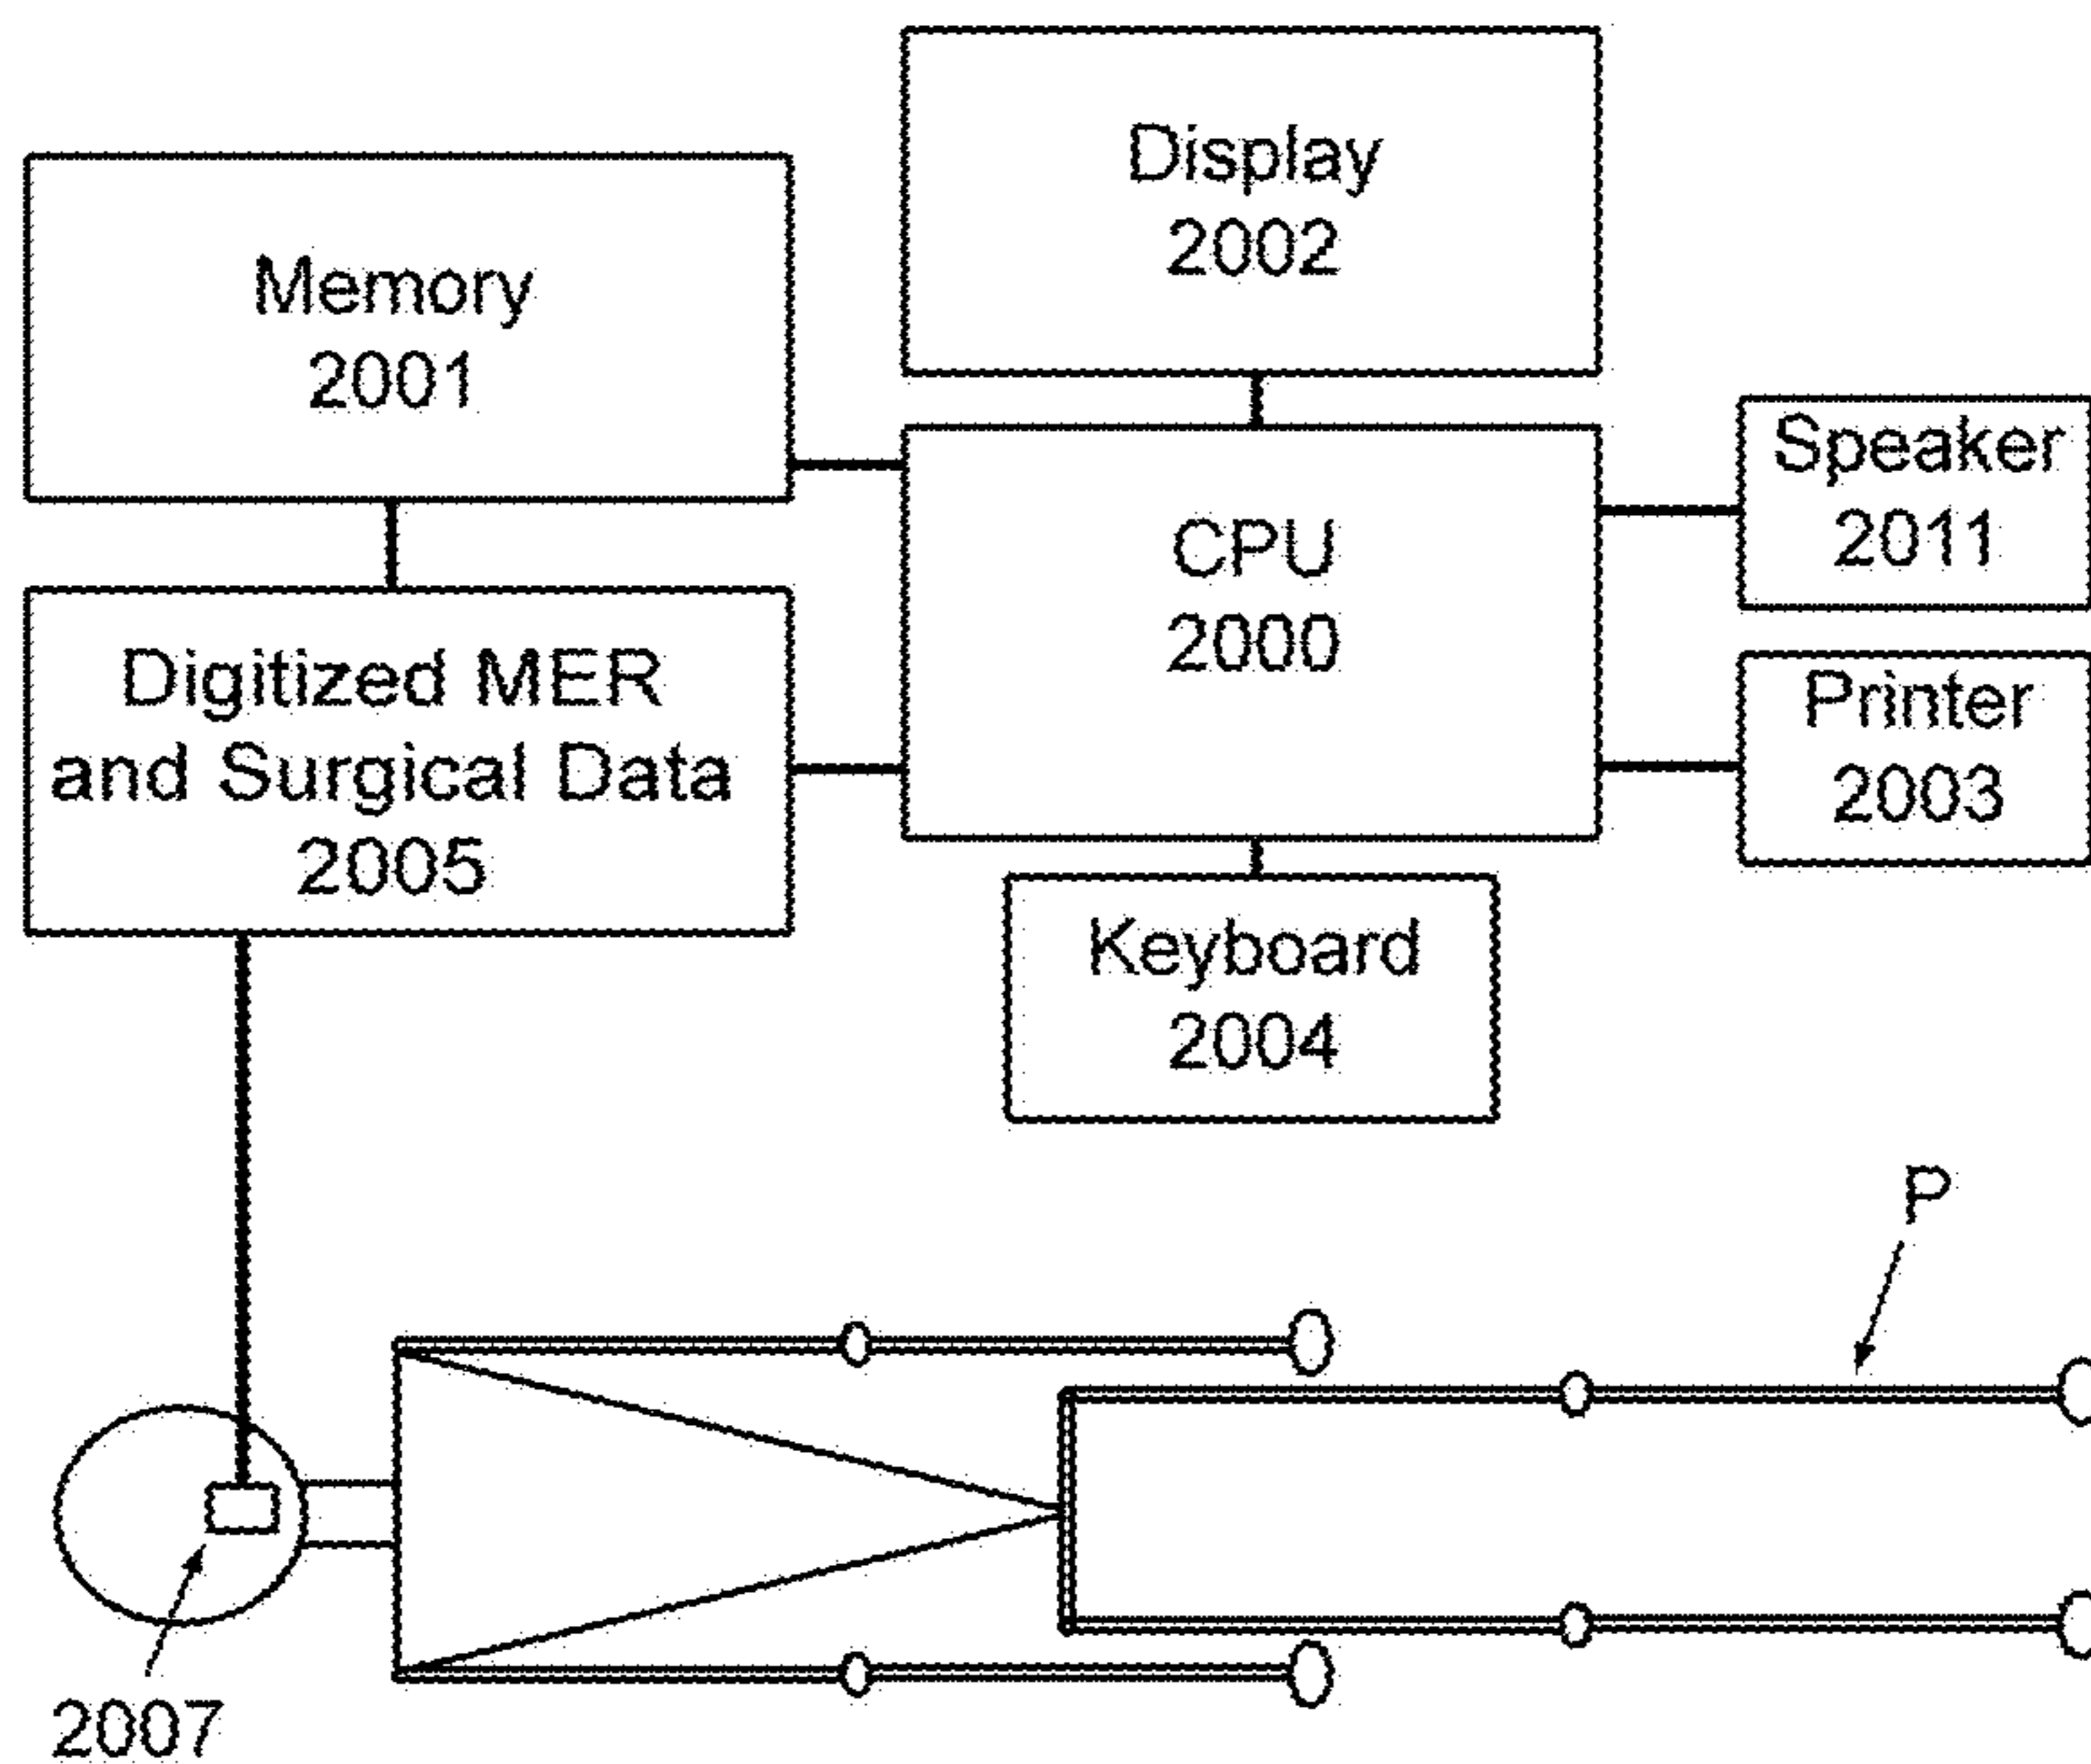 Display
2002
Memory
2001
Speaker
2011
CPU
2000
Digitized MER
and Surgical Data
2005
Printer
2003
Keyboard
2004
P
2007